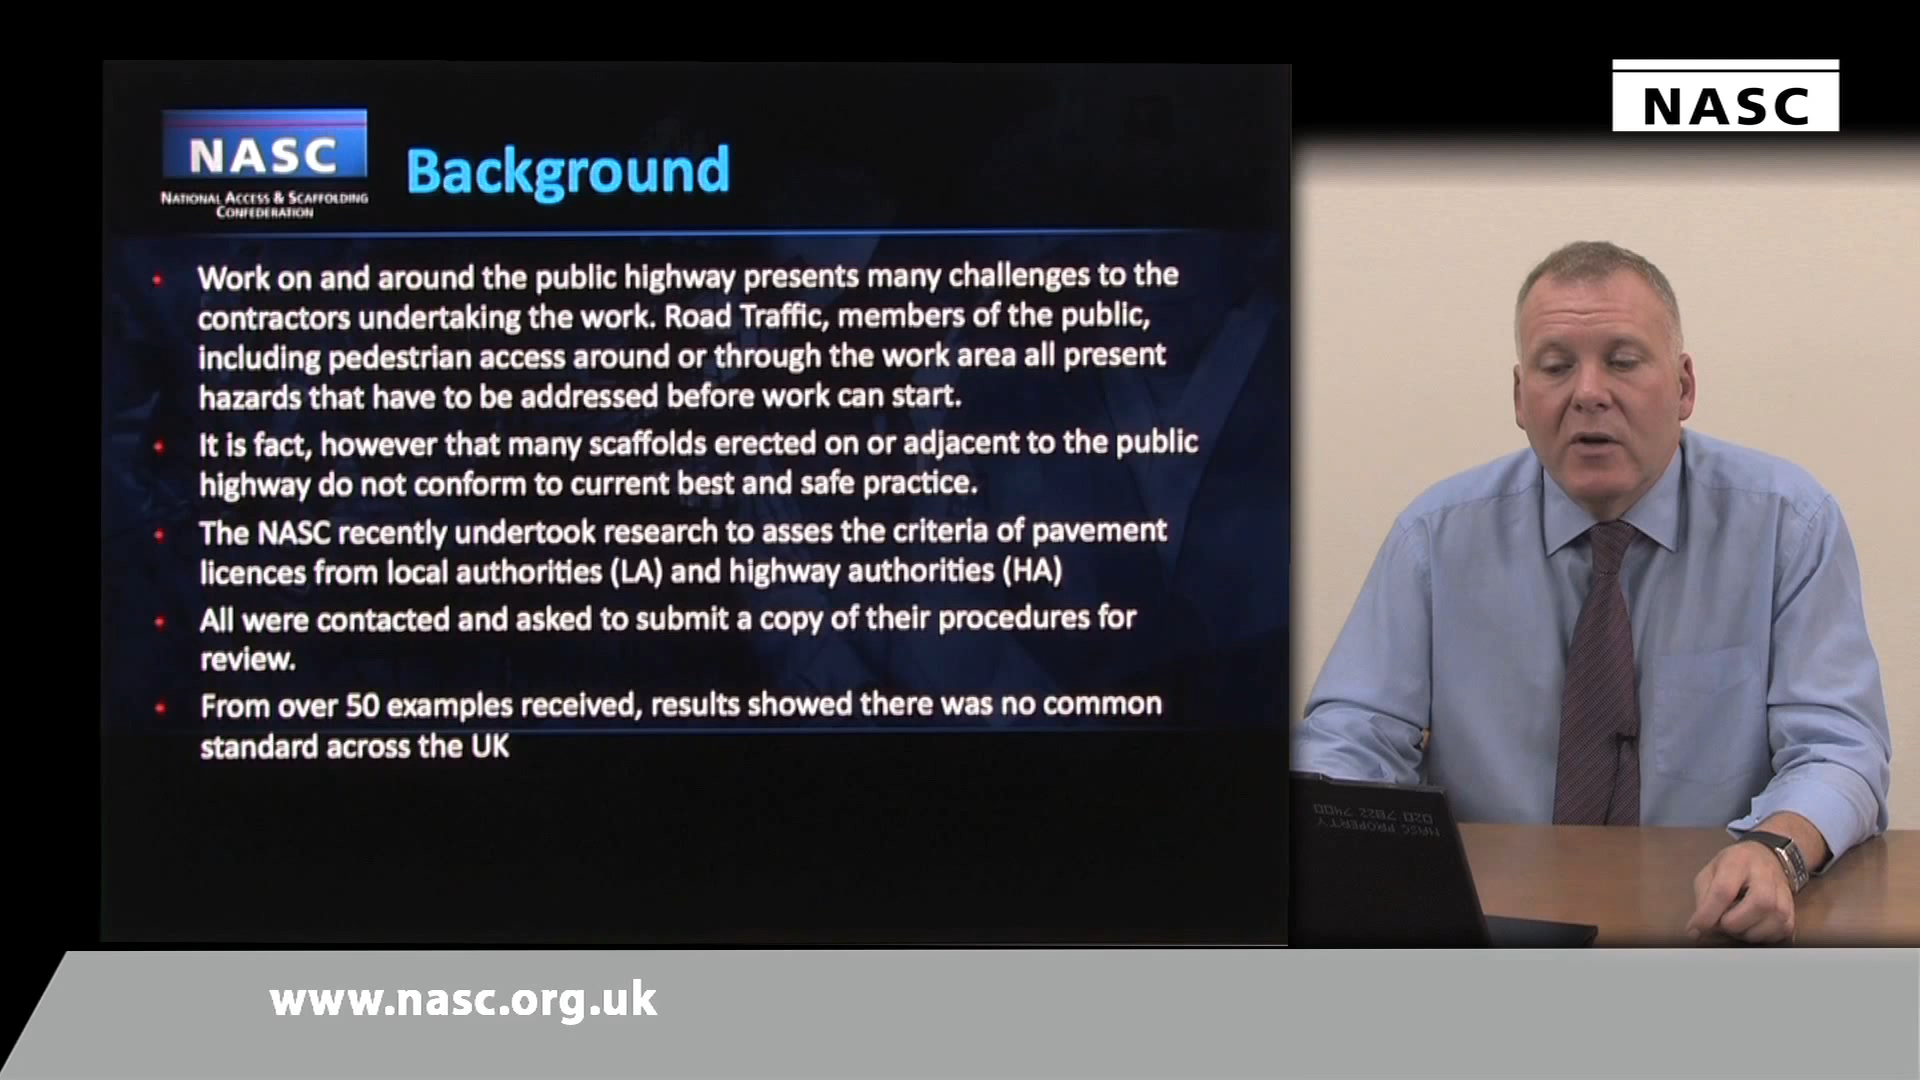 NASC
NASC
NATIONAL ACCESS & SCAFFOLDING
CONFEDERATION
Background
• Work on and around the public highway presents many challenges to the
contractors undertaking the work. Road Traffic, members of the public,
including pedestrian access around or through the work area all present
hazards that have to be addressed before work can start.
• It is fact, however that many scaffolds erected on or adjacent to the public
highway do not conform to current best and safe practice.
• The NASC recently undertook research to asses the criteria of pavement
licences from local authorities (LA) and highway authorities (HA)
• All were contacted and asked to submit a copy of their procedures for
review.
• From over 50 examples received, results showed there was no common
standard across the UK
NASC PROPERTY
020 7822 7400
www.nasc.org.uk